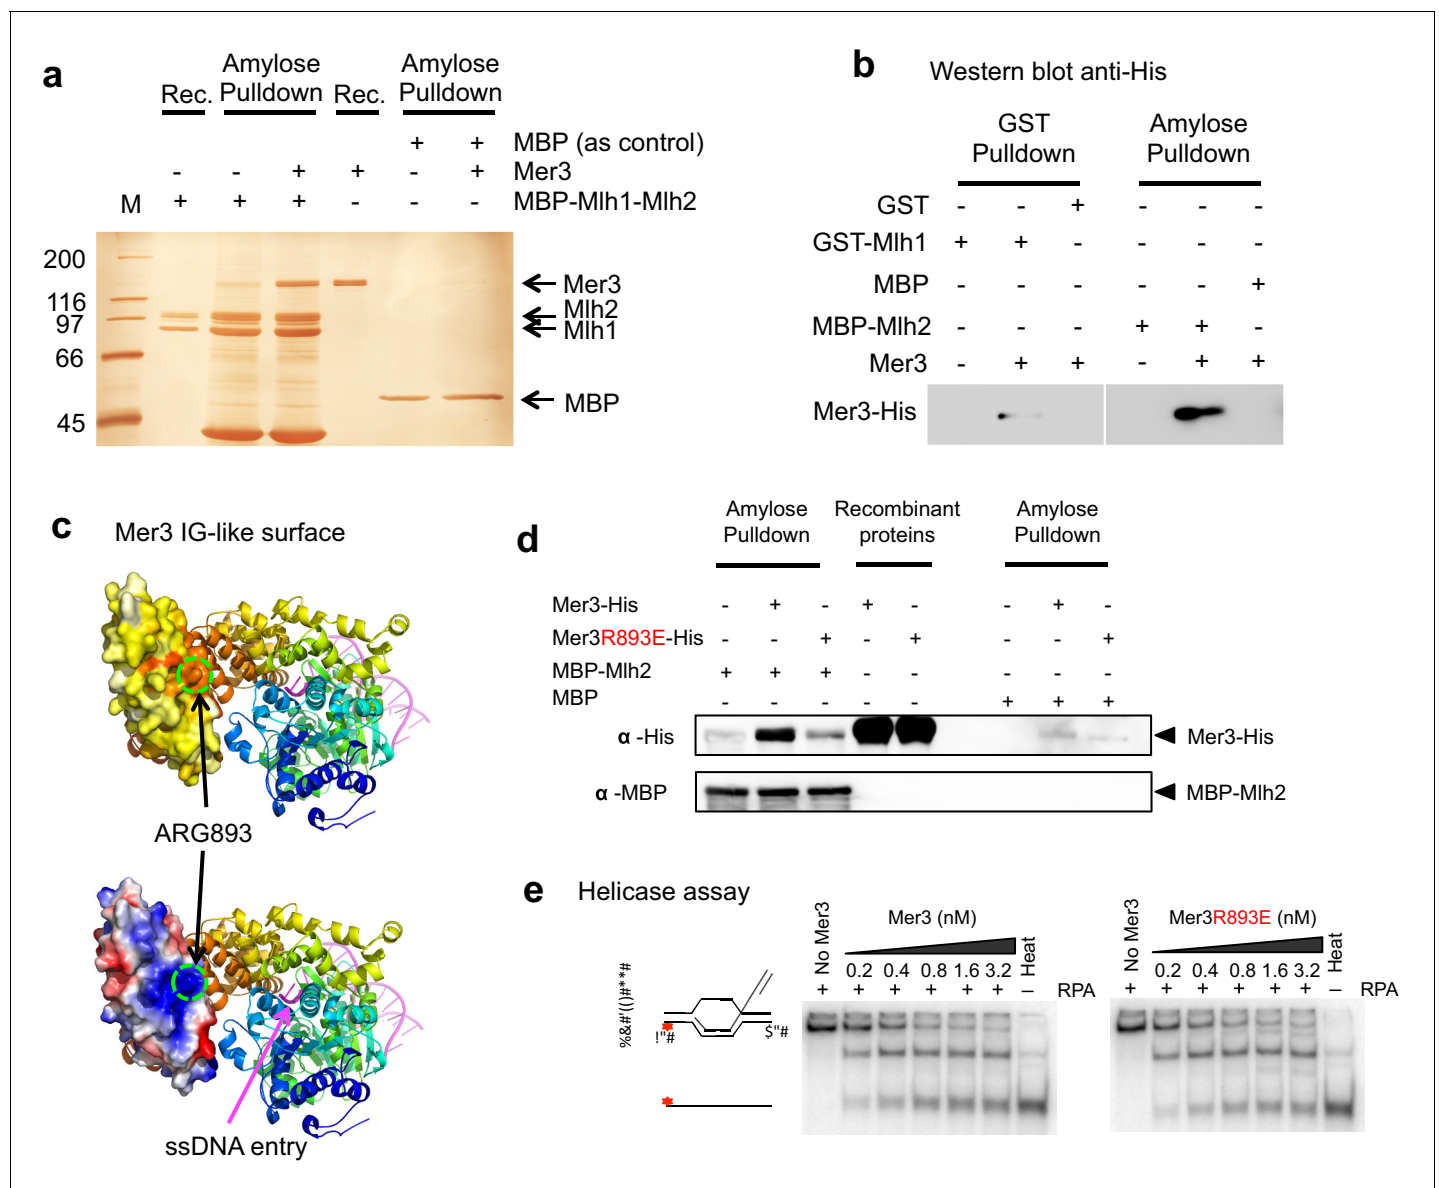 a
Amylose Amylose
Rec. Pulldown Rec. Pulldown
+ + MBP (as control)
- - + + - + Mer3
M + + + - - - MBP-Mlh1-Mlh2
200
116
97
66
45
Mer3
Mlh2
Mlh1
MBP
b Western blot anti-His
GST Amylose
Pulldown Pulldown
GST - - + - - -
GST-Mlh1 + + - - - -
MBP - - - - - +
MBP-Mlh2 - - - + + -
Mer3 - + + - + +
Mer3-His
c Mer3 IG-like surface
ARG893
ssDNA entry
d
Amylose Recombinant Amylose
Pulldown proteins Pulldown
Mer3-His - + - + - - + -
Mer3R893E-His - - + - + - - +
MBP-Mlh2 + + + - - - - -
MBP - - - - - + + +
α -His Mer3-His
α -MBP MBP-Mlh2
e Helicase assay
%&#'(()#**#
!"# $"#
No Mer3 Mer3 (nM) Heat
0.2 0.4 0.8 1.6 3.2
+ + + + + + – RPA
No Mer3 Mer3R893E (nM) Heat
0.2 0.4 0.8 1.6 3.2
+ + + + + + – RPA